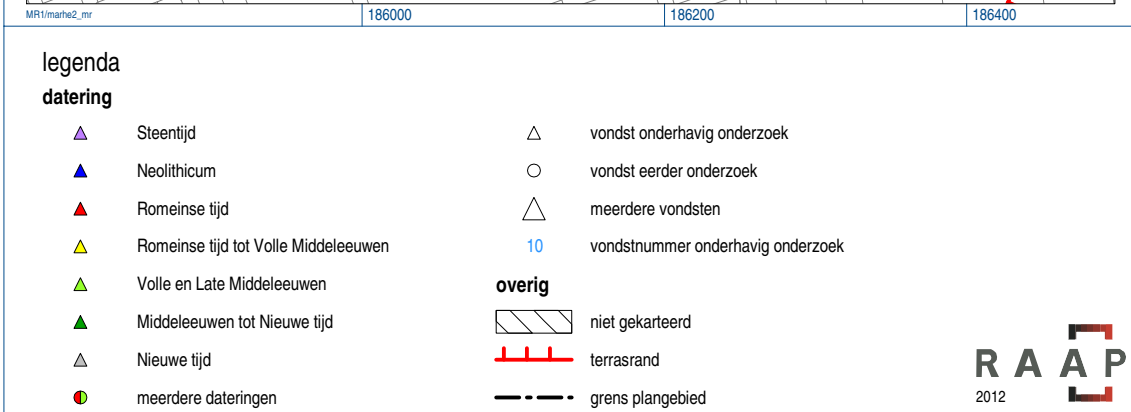 MR1/marhe2_mr
186000
186200
186400
legenda
datering
Steentijd
Neolithicum
Romeinse tijd
Romeinse tijd tot Volle Middeleeuwen
Volle en Late Middeleeuwen
Middeleeuwen tot Nieuwe tijd
Nieuwe tijd
meerdere dateringen
vondst onderhavig onderzoek
vondst eerder onderzoek
meerdere vondsten
10 vondstnummer onderhavig onderzoek
overig
niet gekarteerd
terrasrand
grens plangebied
RAAP
2012